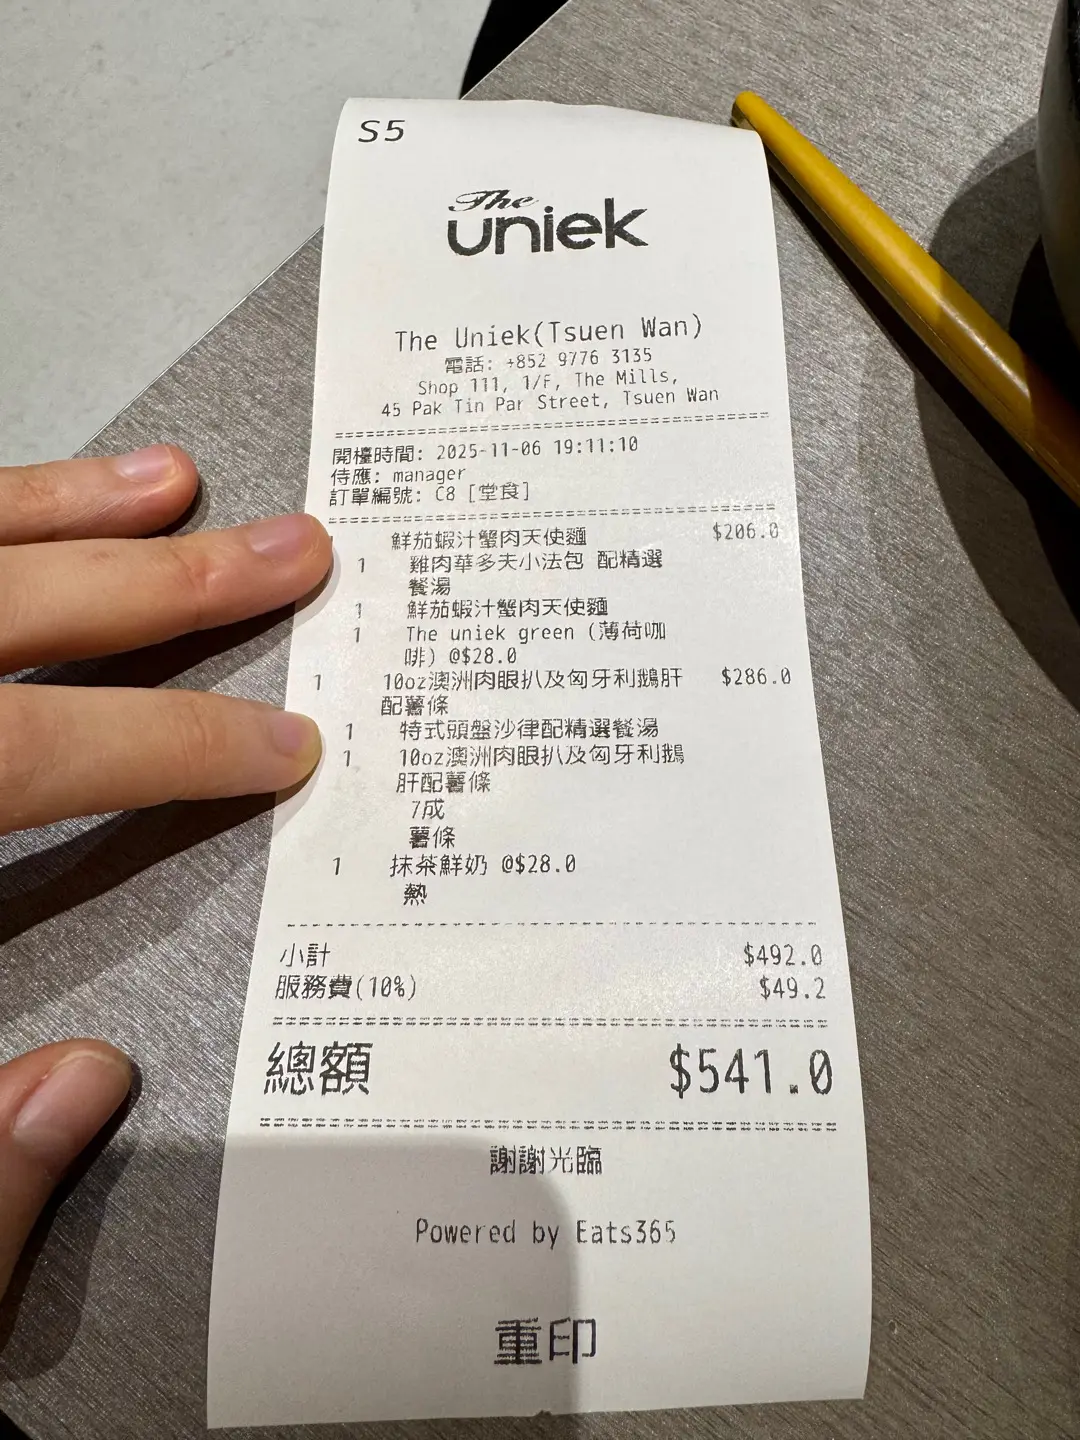 S5
The
uniek
The Uniek(Tsuen Wan)
電話: +852 9776 3135
Shop 111, 1/F, The Mills,
45 Pak Tin Par Street, Tsuen Wan
開檯時間: 2025-11-06 19:11:10
侍應: manager
訂單編號: C8 [堂食]
鮮茄蝦汁蟹肉天使麵 $206.0
1 雞肉華多夫小法包 配精選
餐湯
1 鮮茄蝦汁蟹肉天使麵
1 The uniek green (薄荷咖
啡) @$28.0
1 10oz澳洲肉眼扒及匈牙利鵝肝 $286.0
配薯條
1 特式頭盤沙律配精選餐湯
1 10oz澳洲肉眼扒及匈牙利鵝
肝配薯條
7成
薯條
1 抹茶鮮奶 @$28.0
熱
小計 $492.0
服務費(10%) $49.2
總額 $541.0
謝謝光臨
Powered by Eats365
重印